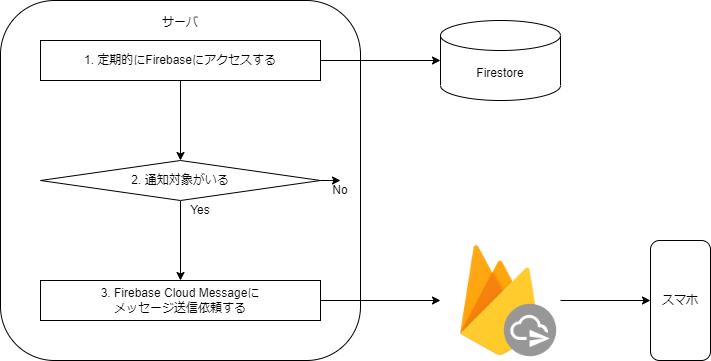 サーバ
1. 定期的にFirebaseにアクセスする
Firestore
2. 通知対象がいる
No
Yes
3. Firebase Cloud Messageに
メッセージ送信依頼する
スマホ